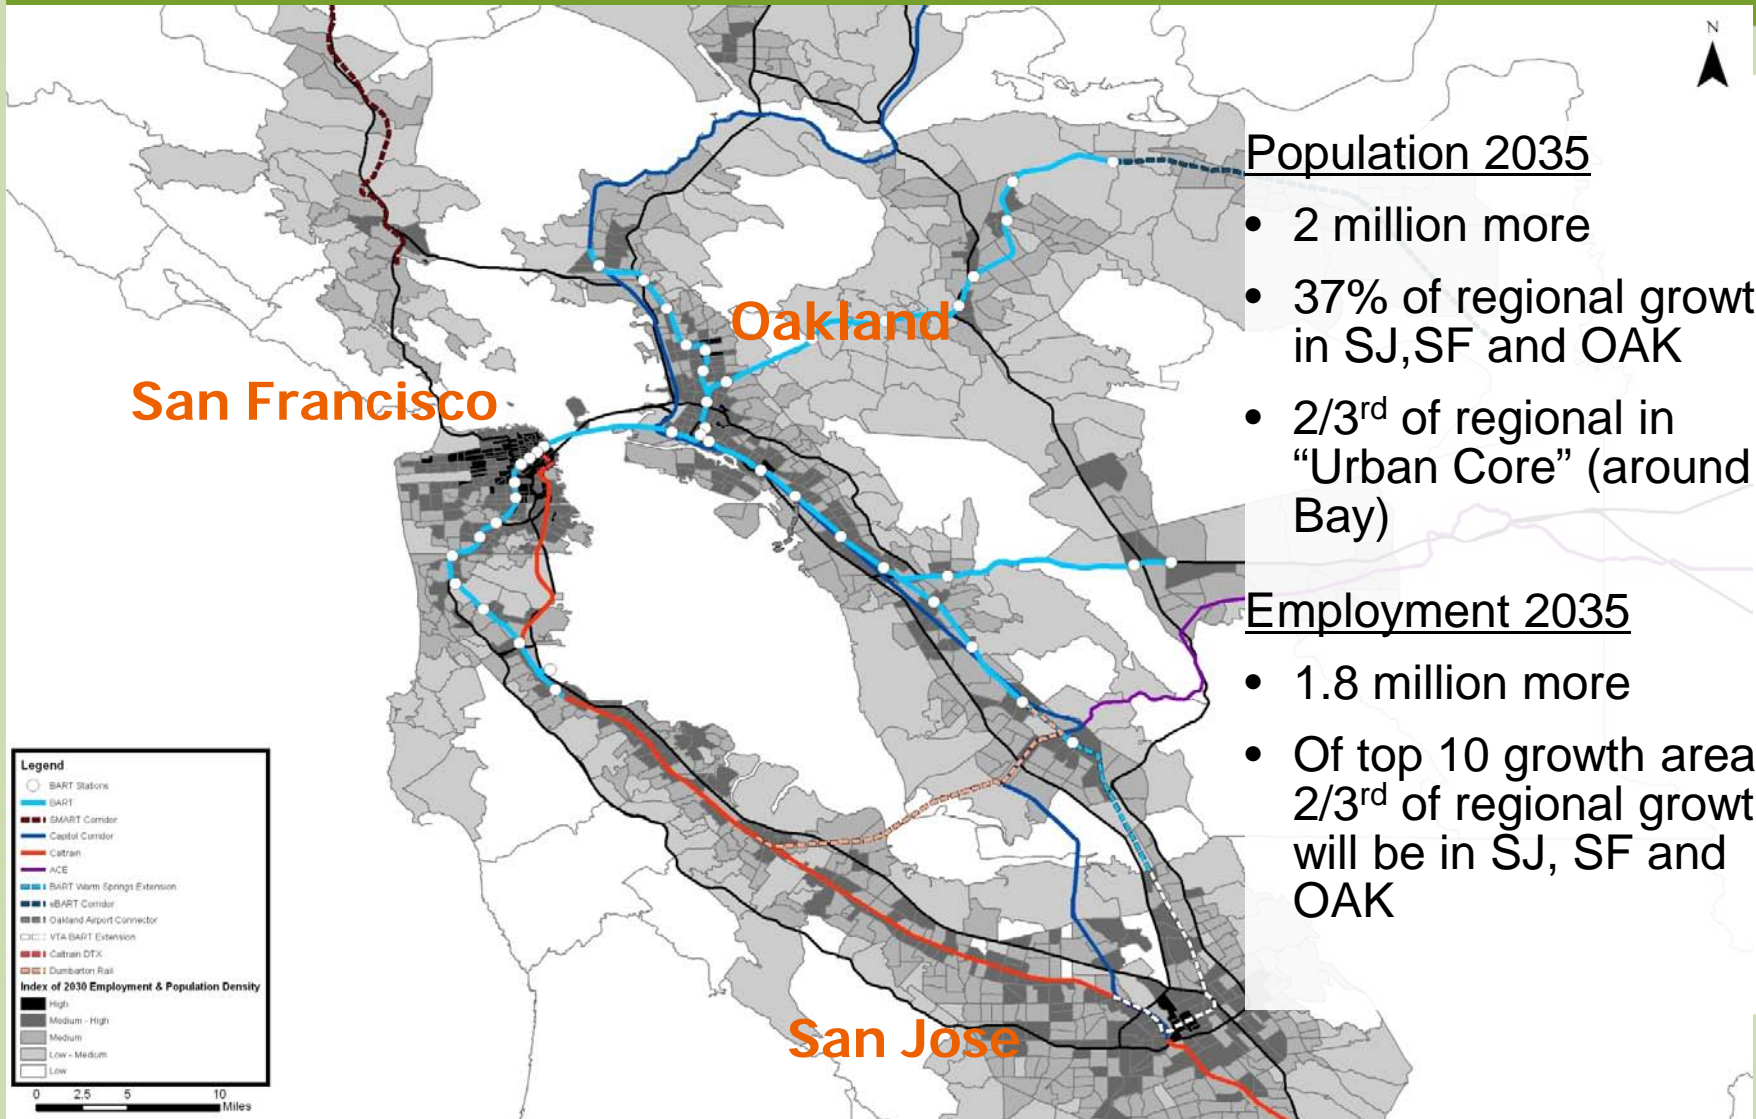 N
Population 2035
• 2 million more
• 37% of regional growt
in SJ,SF and OAK
• 2/3rd of regional in
“Urban Core” (around
Bay)
Employment 2035
• 1.8 million more
• Of top 10 growth area
2/3rd of regional growt
will be in SJ, SF and
OAK
Oakland
San Francisco
San Jose
Legend
BART Stations
BART
SMART Corridor
Capitol Corridor
Caltrain
ACE
BART Warm Springs Extension
eBART Corridor
Oakland Airport Connector
VTA BART Extension
Caltrain DTX
Dumbarton Rail
Index of 2030 Employment & Population Density
High
Medium - High
Medium
Low - Medium
Low
0 2.5 5 10
Miles